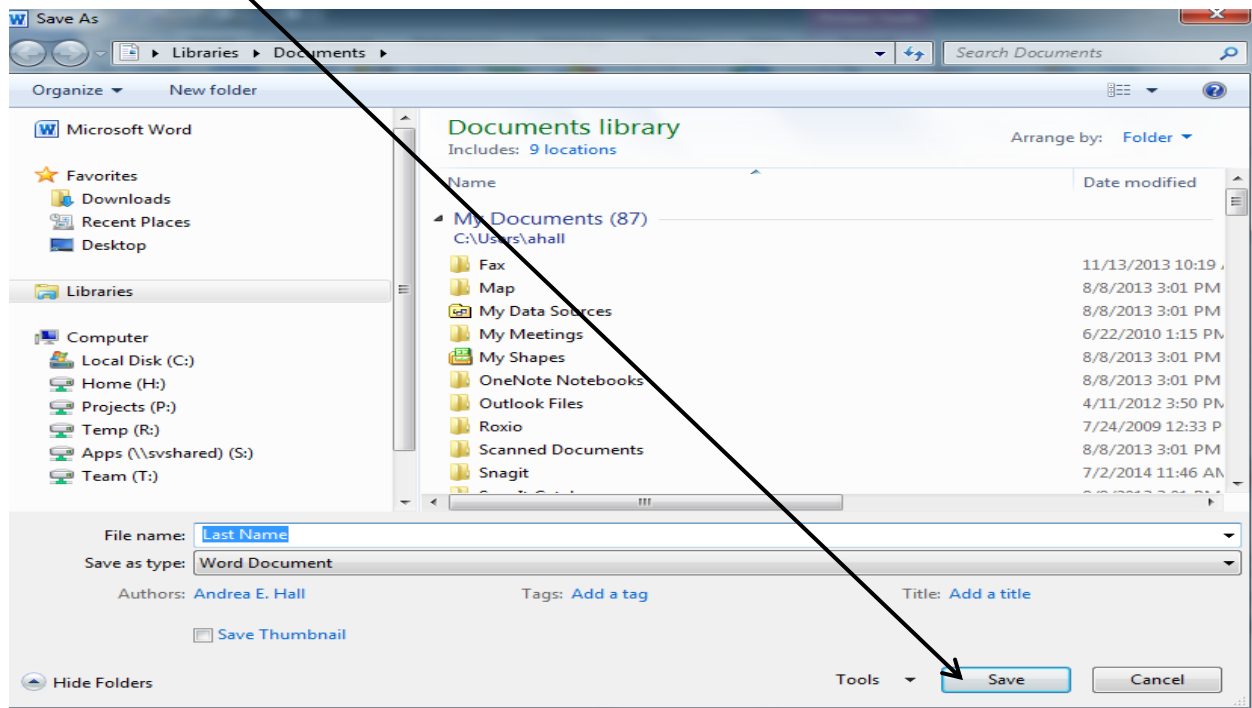 Save As
Libraries Documents
Search Documents
Organize New folder
Microsoft Word
Favorites
Downloads
Recent Places
Desktop
Libraries
Computer
Local Disk (C:)
Home (H:)
Projects (P:)
Temp (R:)
Apps (\\svshared) (S:)
Team (T:)
Documents library
Includes: 9 locations
Arrange by: Folder
Name Date modified
My Documents (87)
C:\Users\ahall
Fax 11/13/2013 10:19
Map 8/8/2013 3:01 PM
My Data Sources 8/8/2013 3:01 PM
My Meetings 6/22/2010 1:15 PM
My Shapes 8/8/2013 3:01 PM
OneNote Notebooks 8/8/2013 3:01 PM
Outlook Files 4/11/2012 3:50 PM
Roxio 7/24/2009 12:33 P
Scanned Documents 8/8/2013 3:01 PM
Snagit 7/2/2014 11:46 AM
File name: Last Name
Save as type: Word Document
Authors: Andrea E. Hall Tags: Add a tag Title: Add a title
Save Thumbnail
Hide Folders Tools Save Cancel